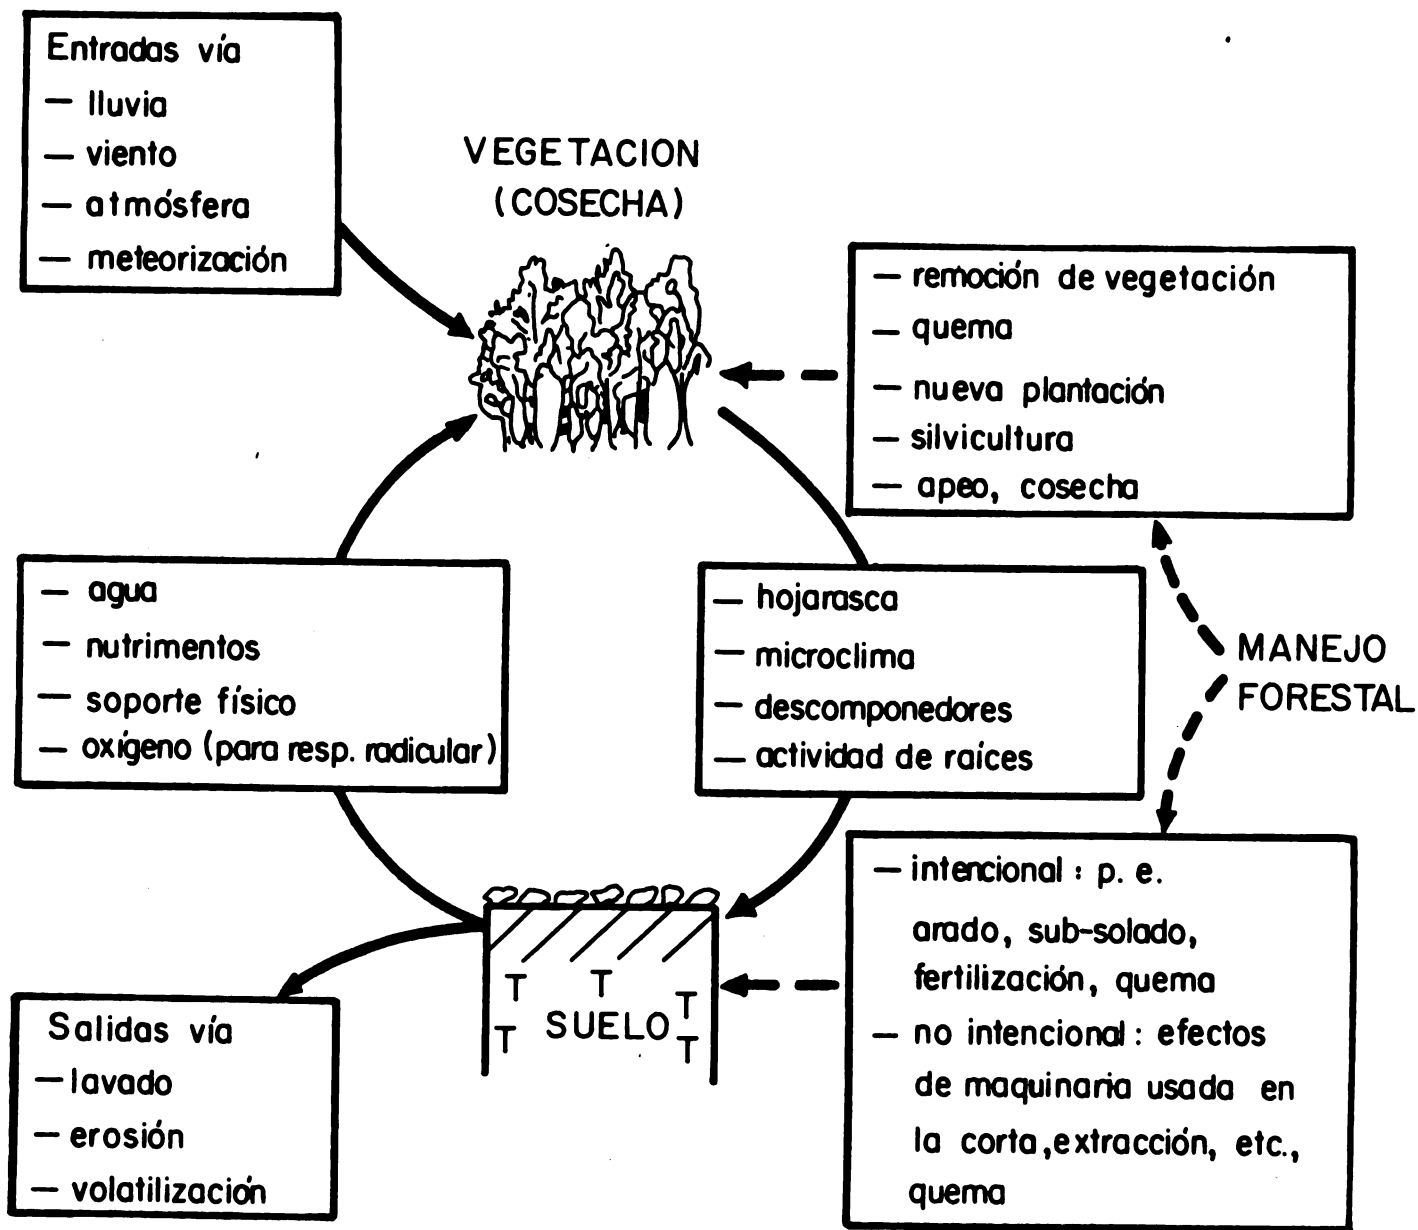 Entradas vía
— lluvia
— viento
— atmósfera
— meteorización
VEGETACION
(COSECHA)
— remoción de vegetación
— quema
— nueva plantación
— silvicultura
— apeo, cosecha
— agua
— nutrimentos
— soporte físico
— oxígeno (para resp. radicular)
— hojarasca
— microclima
— descomponedores
— actividad de raíces
MANEJO
FORESTAL
— intencional : p. e.
arado, sub-solado,
fertilización, quema
— no intencional : efectos
de maquinaria usada en
la corta, extracción, etc.,
quema
T T T
T SUELO T
Salidas vía
— lavado
— erosión
— volatilización